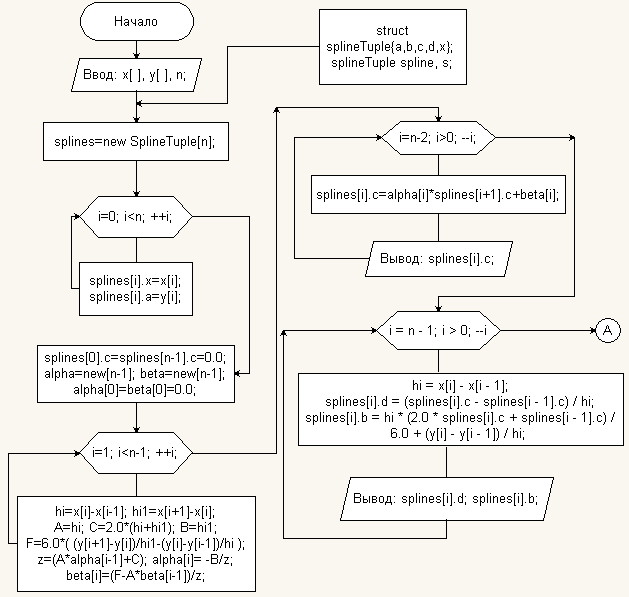 Начало
Ввод: x[ ], y[ ], n;
splines=new SplineTuple[n];
i=0; i<n; ++i;
splines[i].x=x[i];
splines[i].a=y[i];
splines[0].c=splines[n-1].c=0.0;
alpha=new[n-1]; beta=new[n-1];
alpha[0]=beta[0]=0.0;
i=1; i<n-1; ++i;
hi=x[i]-x[i-1]; hi1=x[i+1]-x[i];
A=hi; C=2.0*(hi+hi1); B=hi1;
F=6.0*( (y[i+1]-y[i])/hi1-(y[i]-y[i-1])/hi );
z=(A*alpha[i-1]+C); alpha[i]= -B/z;
beta[i]=(F-A*beta[i-1])/z;
struct
splineTuple{a,b,c,d,x};
splineTuple spline, s;
i=n-2; i>0; --i;
splines[i].c=alpha[i]*splines[i+1].c+beta[i];
Вывод: splines[i].c;
i = n - 1; i > 0; --i
A
hi = x[i] - x[i - 1];
splines[i].d = (splines[i].c - splines[i - 1].c) / hi;
splines[i].b = hi * (2.0 * splines[i].c + splines[i - 1].c) /
6.0 + (y[i] - y[i - 1]) / hi;
Вывод: splines[i].d; splines[i].b;